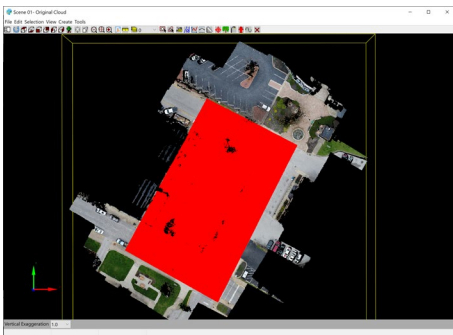 Scene 01- Original Cloud
File Edit Selection View Create Tools
Vertical Exaggeration: 1.0